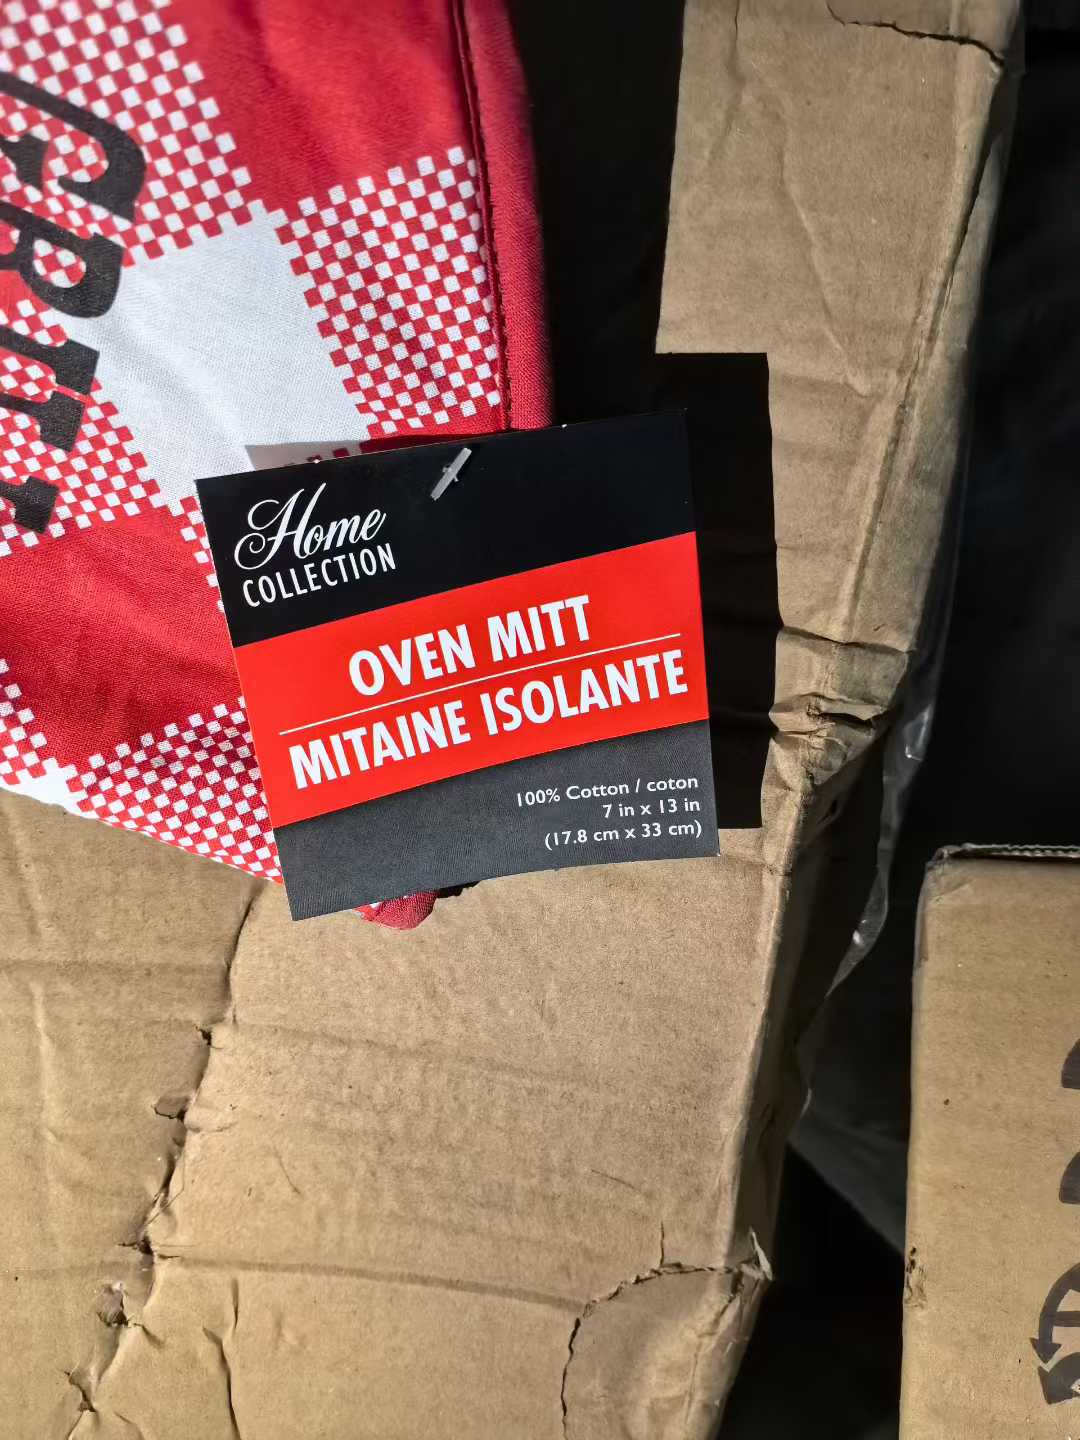 Home
COLLECTION
OVEN MITT
MITAINE ISOLANTE
100% Cotton / coton
7 in x 13 in
(17.8 cm x 33 cm)